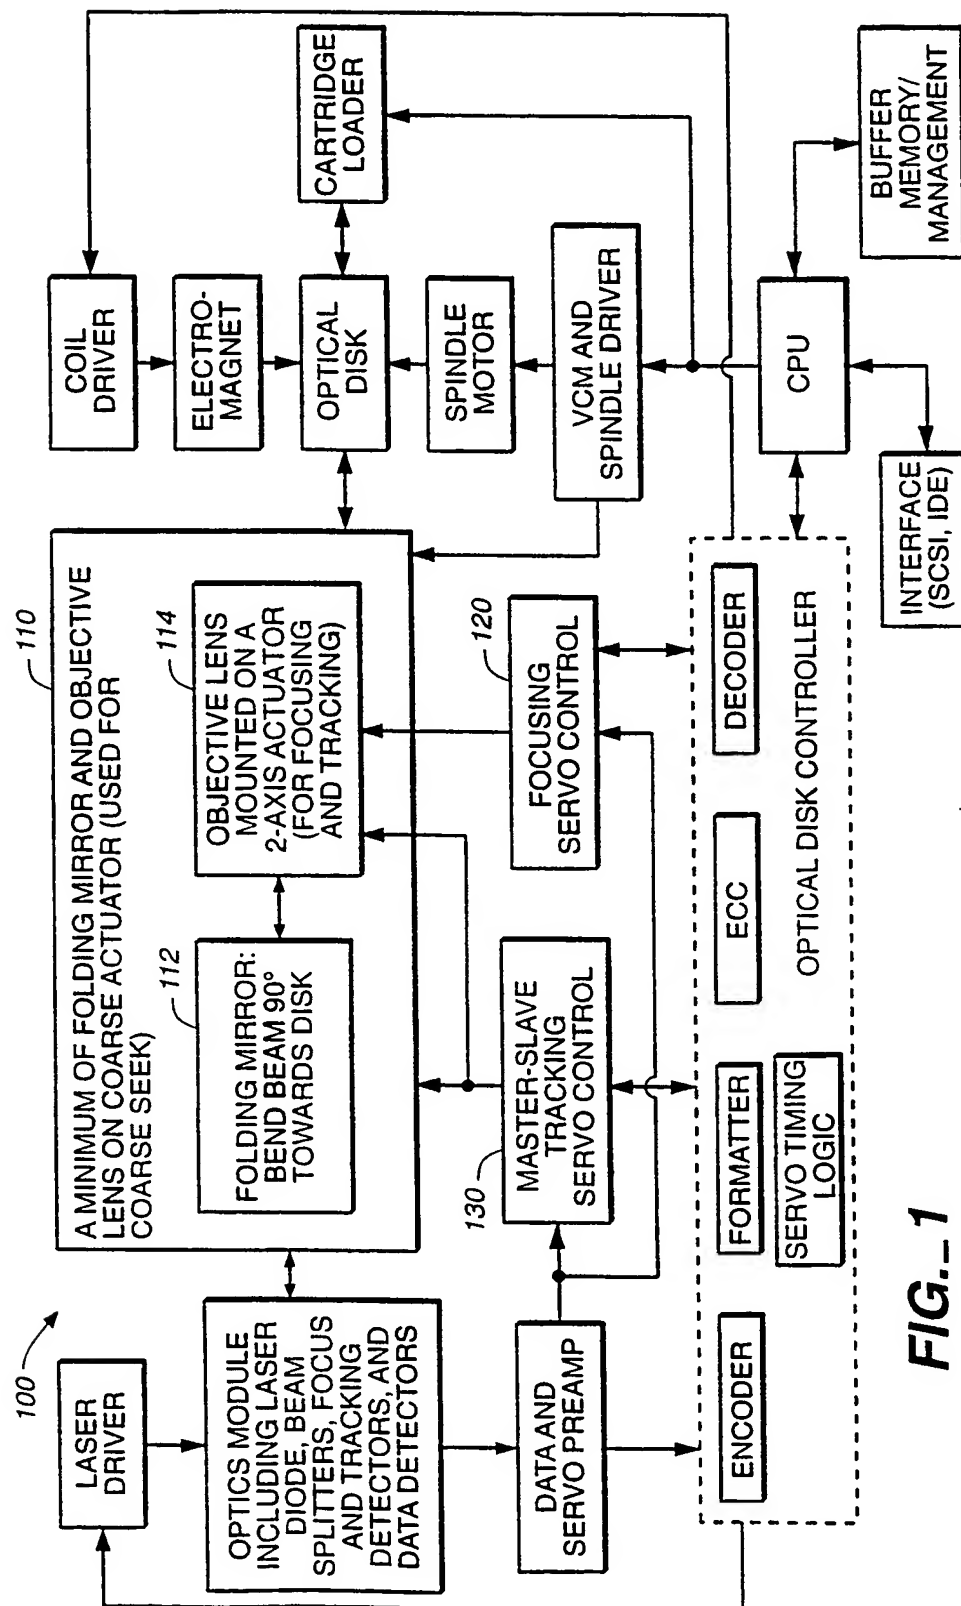 100
LASER
DRIVER
OPTICS MODULE
INCLUDING LASER
DIODE, BEAM
SPLITTERS, FOCUS
AND TRACKING
DETECTORS, AND
DATA DETECTORS
DATA AND
SERVO PREAMP
110
A MINIMUM OF FOLDING MIRROR AND OBJECTIVE
LENS ON COARSE ACTUATOR (USED FOR
COARSE SEEK)
112
FOLDING MIRROR:
BEND BEAM 90°
TOWARDS DISK
114
OBJECTIVE LENS
MOUNTED ON A
2-AXIS ACTUATOR
(FOR FOCUSING
AND TRACKING)
130
MASTER-SLAVE
TRACKING
SERVO CONTROL
120
FOCUSING
SERVO CONTROL
COIL
DRIVER
ELECTRO-
MAGNET
OPTICAL
DISK
CARTRIDGE
LOADER
SPINDLE
MOTOR
VCM AND
SPINDLE DRIVER
ENCODER
FORMATTER
SERVO TIMING
LOGIC
ECC
DECODER
OPTICAL DISK CONTROLLER
CPU
INTERFACE
(SCSI, IDE)
BUFFER
MEMORY/
MANAGEMENT
FIG._1